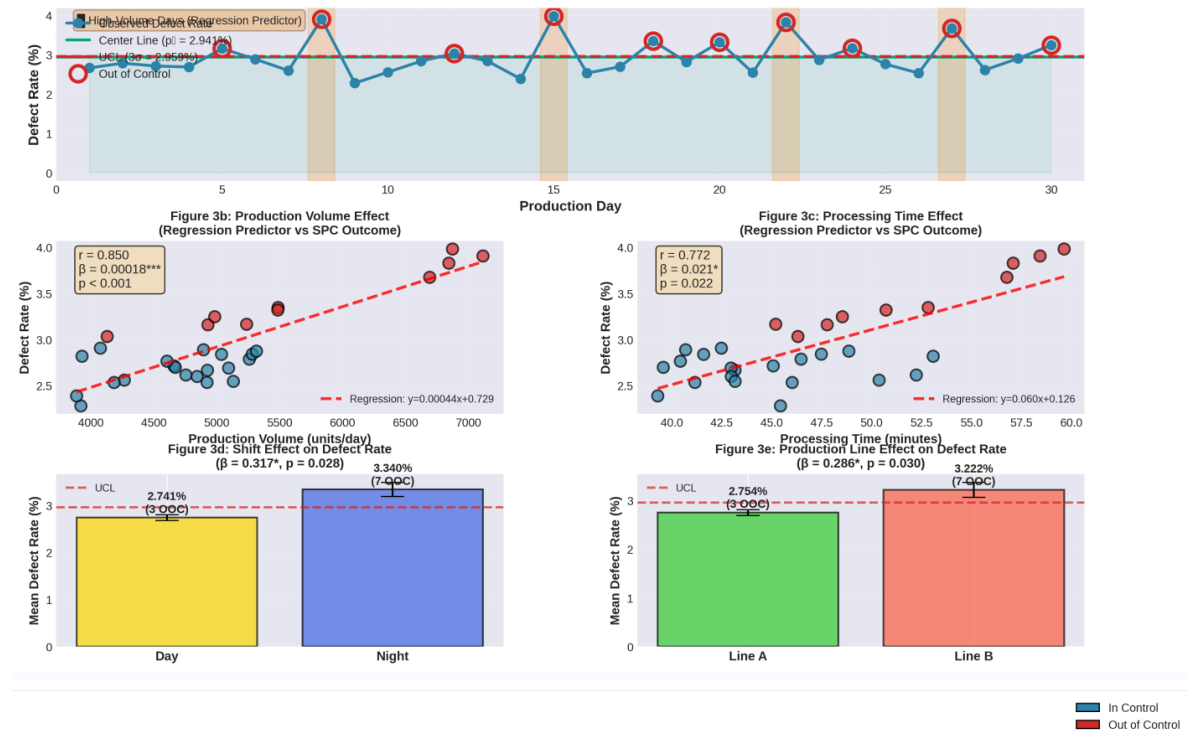 4
3
2
1
0
Defect Rate (%)
High-Volume Days (Regression Predictor)
Observed Defect Rate
Center Line (p̄ = 2.941%)
UCL (3σ = 2.959%)
Out of Control
0 5 10 15 20 25 30
Production Day
Figure 3b: Production Volume Effect
(Regression Predictor vs SPC Outcome)
4.0
3.5
3.0
2.5
Defect Rate (%)
r = 0.850
β = 0.00018***
p < 0.001
Regression: y=0.00044x+0.729
4000 4500 5000 5500 6000 6500 7000
Production Volume (units/day)
Figure 3c: Processing Time Effect
(Regression Predictor vs SPC Outcome)
4.0
3.5
3.0
2.5
Defect Rate (%)
r = 0.772
β = 0.021*
p = 0.022
Regression: y=0.060x+0.126
40.0 42.5 45.0 47.5 50.0 52.5 55.0 57.5 60.0
Processing Time (minutes)
Figure 3d: Shift Effect on Defect Rate
(β = 0.317*, p = 0.028)
3
2
1
0
Mean Defect Rate (%)
UCL
2.741%
(3 OOC)
3.340%
(7 OOC)
Day Night
Figure 3e: Production Line Effect on Defect Rate
(β = 0.286*, p = 0.030)
3
2
1
0
Mean Defect Rate (%)
UCL
2.754%
(3 OOC)
3.222%
(7 OOC)
Line A Line B
In Control
Out of Control